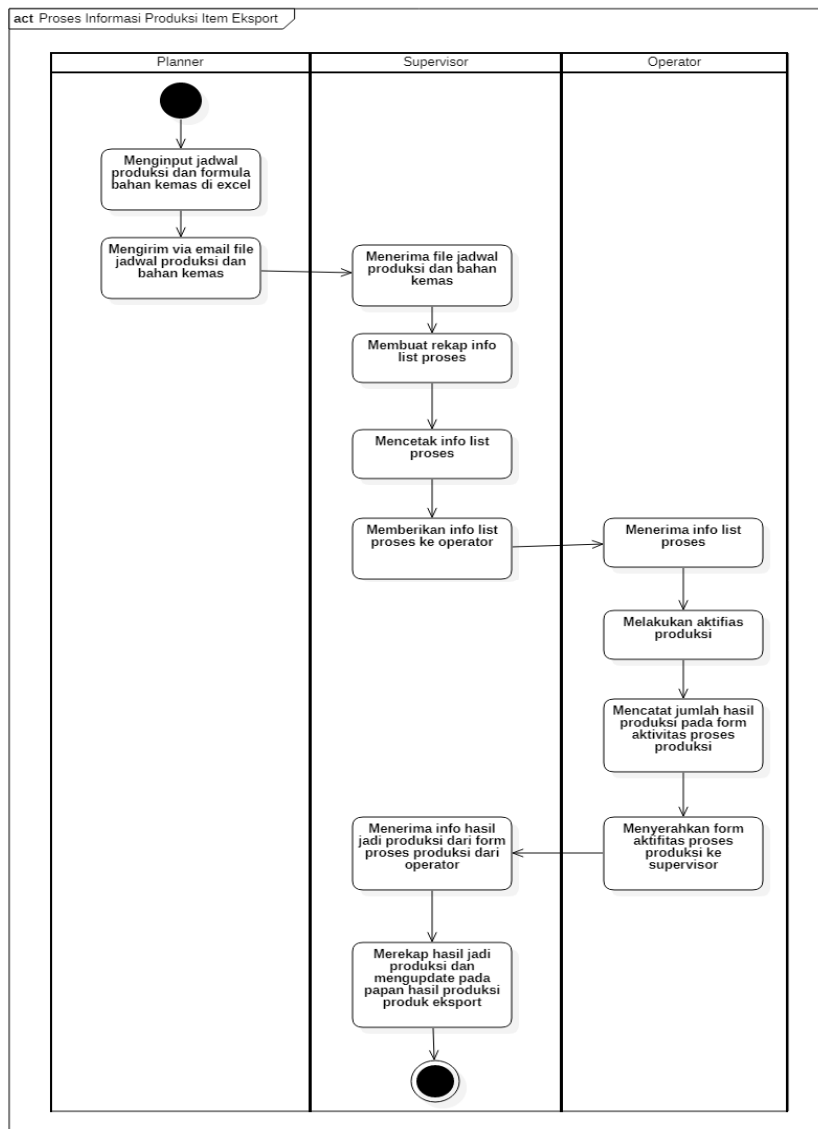 act Proses Informasi Produksi Item Eksport
Planner
Supervisor
Operator
Menginput jadwal
produksi dan formula
bahan kemas di excel
Mengirim via email file
jadwal produksi dan
bahan kemas
Menerima file jadwal
produksi dan bahan
kemas
Membuat rekap info
list proses
Mencetak info list
proses
Memberikan info list
proses ke operator
Menerima info list
proses
Melakukan aktifias
produksi
Mencatat jumlah hasil
produksi pada form
aktivitas proses
produksi
Menyerahkan form
aktifitas proses
produksi ke
supervisor
Menerima info hasil
jadi produksi dari form
proses produksi dari
operator
Merekap hasil jadi
produksi dan
mengupdate pada
papan hasil produksi
produk eksport